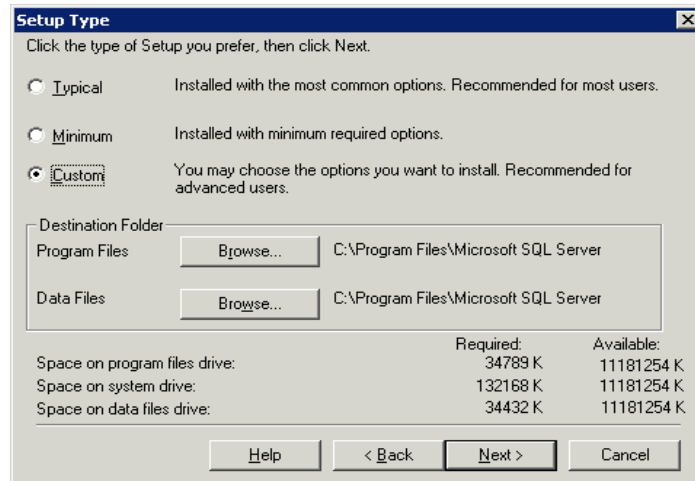 Setup Type
Click the type of Setup you prefer, then click Next.
Typical Installed with the most common options. Recommended for most users.
Minimum Installed with minimum required options.
Custom You may choose the options you want to install. Recommended for
advanced users.
Destination Folder
Program Files Browse... C:\Program Files\Microsoft SQL Server
Data Files Browse... C:\Program Files\Microsoft SQL Server
Required: Available:
Space on program files drive: 34789 K 11181254 K
Space on system drive: 132168 K 11181254 K
Space on data files drive: 34432 K 11181254 K
Help < Back Next > Cancel